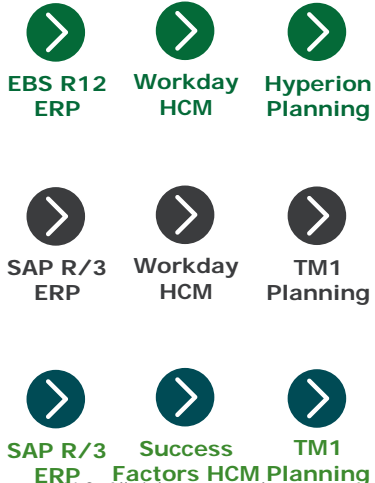 EBS R12 Workday Hyperion
ERP HCM Planning
SAP R/3 Workday TM1
ERP HCM Planning
SAP R/3 Success TM1
ERP Factors HCM Planning